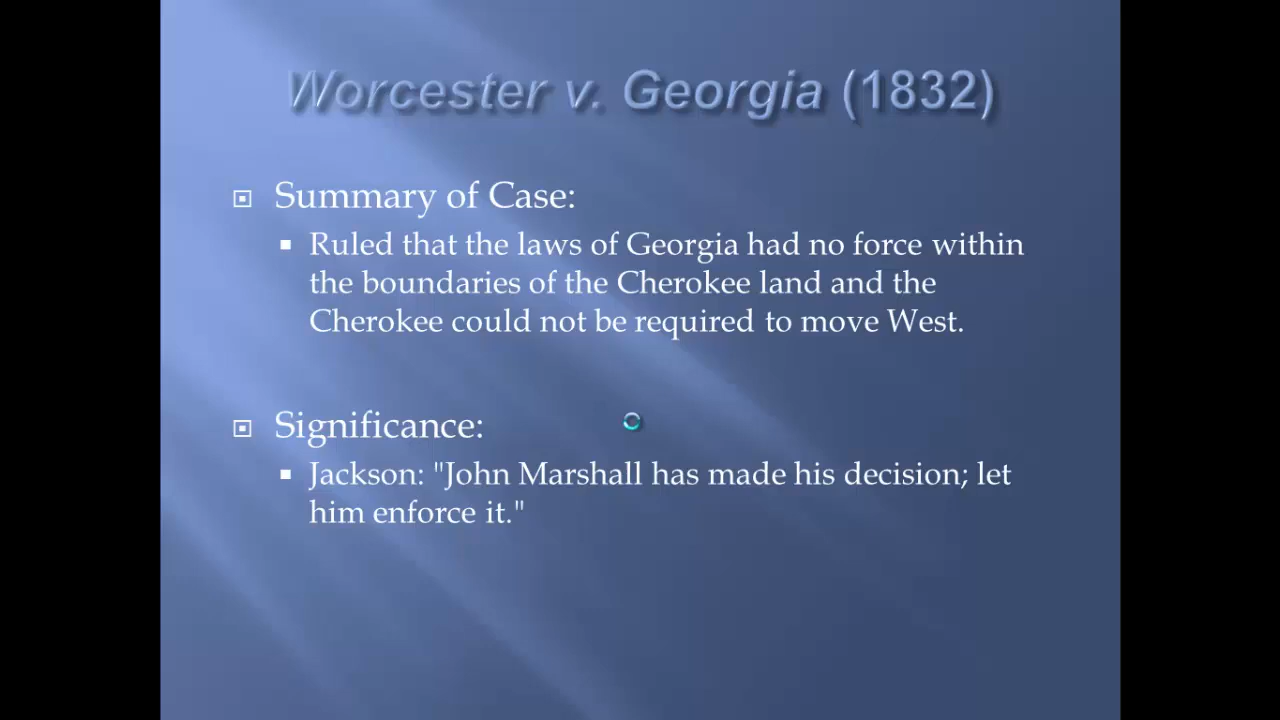 Worcester v. Georgia (1832)
Summary of Case:
Ruled that the laws of Georgia had no force within
the boundaries of the Cherokee land and the
Cherokee could not be required to move West.
Significance:
Jackson: "John Marshall has made his decision; let
him enforce it."